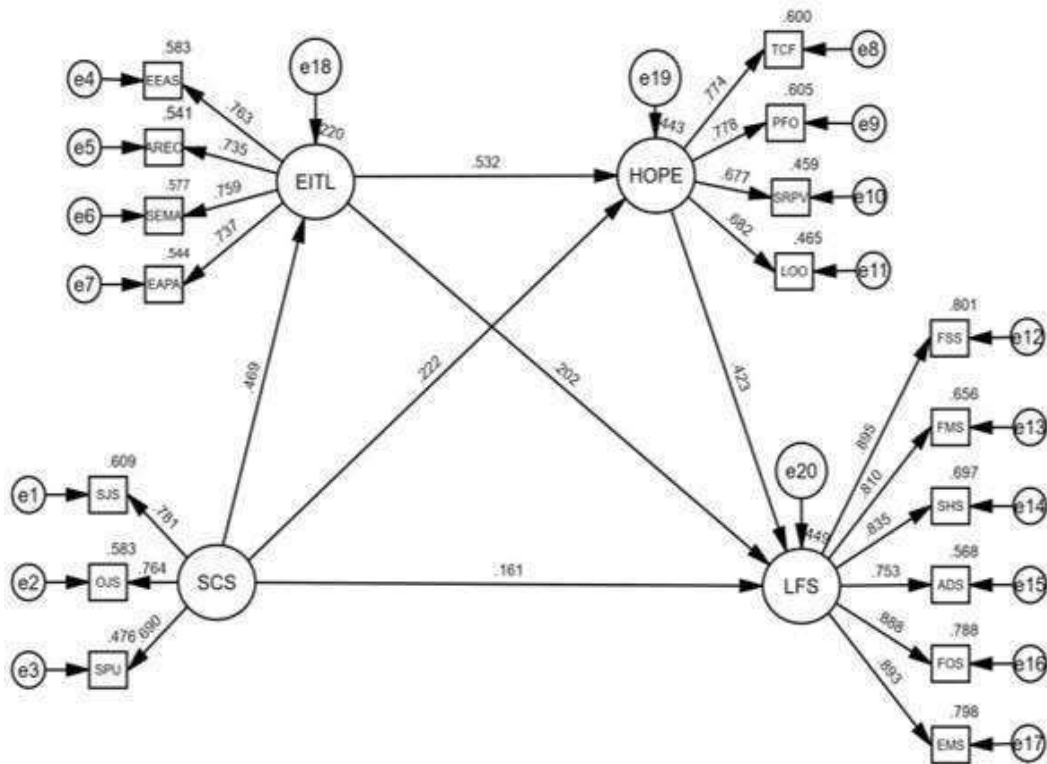 .600
.583
e18
e19
TCF
e8
e4
EEAS
.774
.605
.763
.541
.220
.443
.778
PFO
e9
e5
AREC
.735
.532
.459
EITL
HOPE
.677
SRPV
e10
.577
.759
e6
SEMA
.682
.465
.737
.544
LOO
e11
e7
EAPA
.801
FSS
e12
.469
.222
.202
.423
.656
.895
FMS
e13
.609
.810
e20
.697
e1
SJS
.781
.835
SHS
e14
.583
.449
.568
e2
OJS
.764
SCS
.161
LFS
.753
ADS
e15
.476
.690
.888
.788
e3
SPU
FOS
e16
.893
.798
EMS
e17